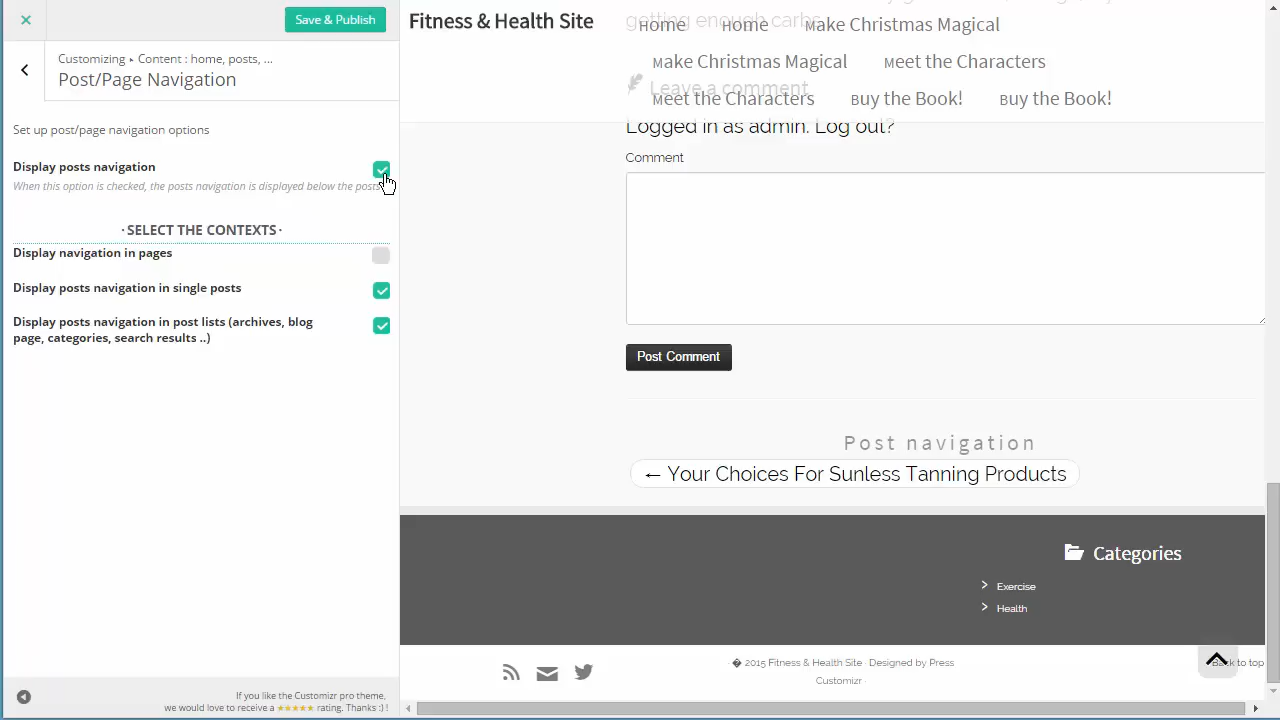 Save & Publish
Customizing ▸ Content : home, posts, ...
Post/Page Navigation
Set up post/page navigation options
Display posts navigation
When this option is checked, the posts navigation is displayed below the posts
· SELECT THE CONTEXTS ·
Display navigation in pages
Display posts navigation in single posts
Display posts navigation in post lists (archives, blog
page, categories, search results ..)
If you like the Customizr pro theme,
we would love to receive a ★★★★★ rating. Thanks :) !
Fitness & Health Site
Home Home Make Christmas Magical
Make Christmas Magical Meet the Characters
Meet the Characters Buy the Book! Buy the Book!
getting enough carbs
Leave a comment
Logged in as admin. Log out?
Comment
Post Comment
Post navigation
← Your Choices For Sunless Tanning Products
Categories
> Exercise
> Health
· � 2015 Fitness & Health Site · Designed by Press
Customizr ·
Back to top